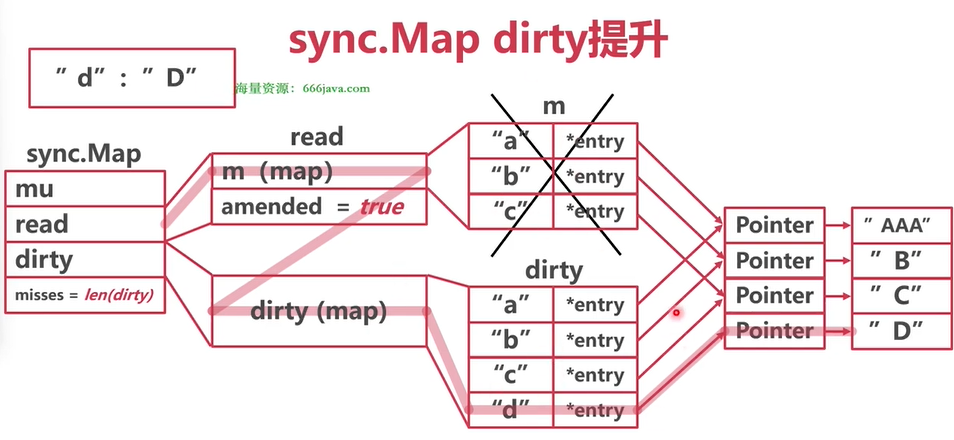 sync.Map dirty提升
”d” : ”D”
海量资源：666java.com
sync.Map
mu
read
dirty
misses = len(dirty)
read
m（map）
amended = true
dirty (map)
m
“a” *entry
“b” *entry
“c” *entry
dirty
“a” *entry
“b” *entry
“c” *entry
“d” *entry
Pointer ”AAA”
Pointer ”B”
Pointer ”C”
Pointer ”D”